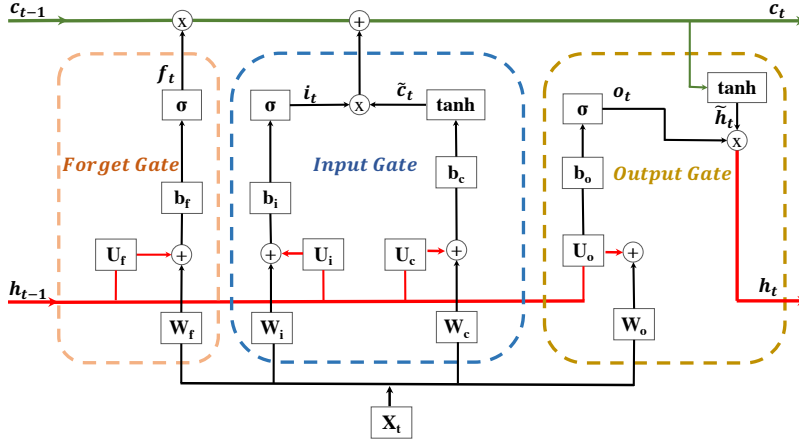 c_{t-1} x + c_t
f_t
i_t c̃_t tanh
σ σ x o_t h̃_t
σ x
Forget Gate Input Gate Output Gate
b_f b_i b_c b_o
U_f + + U_i U_c + U_o +
h_{t-1} h_t
W_f W_i W_c W_o
X_t
tanh